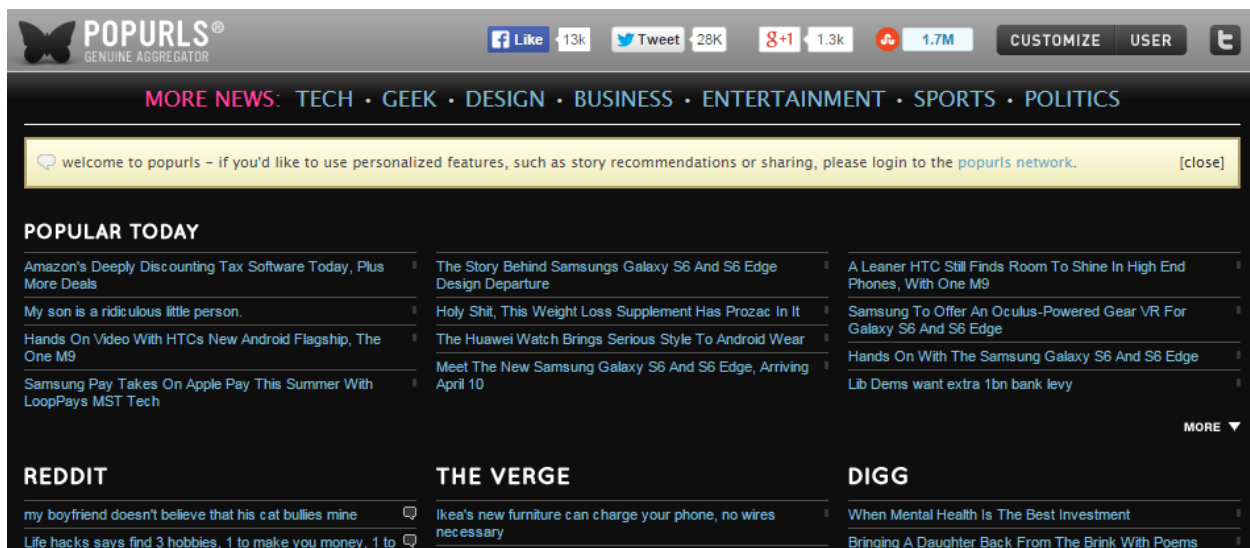 POPURLS®
GENUINE AGGREGATOR
Like 13k
Tweet 28K
g+1 1.3k
1.7M
CUSTOMIZE USER
MORE NEWS: TECH • GEEK • DESIGN • BUSINESS • ENTERTAINMENT • SPORTS • POLITICS
welcome to popurls – if you'd like to use personalized features, such as story recommendations or sharing, please login to the popurls network. [close]
POPULAR TODAY
Amazon's Deeply Discounting Tax Software Today, Plus
More Deals
My son is a ridiculous little person.
Hands On Video With HTCs New Android Flagship, The
One M9
Samsung Pay Takes On Apple Pay This Summer With
LoopPays MST Tech
The Story Behind Samsungs Galaxy S6 And S6 Edge
Design Departure
Holy Shit, This Weight Loss Supplement Has Prozac In It
The Huawei Watch Brings Serious Style To Android Wear
Meet The New Samsung Galaxy S6 And S6 Edge, Arriving
April 10
A Leaner HTC Still Finds Room To Shine In High End
Phones, With One M9
Samsung To Offer An Oculus-Powered Gear VR For
Galaxy S6 And S6 Edge
Hands On With The Samsung Galaxy S6 And S6 Edge
Lib Dems want extra 1bn bank levy
MORE
REDDIT
my boyfriend doesn't believe that his cat bullies mine
Life hacks says find 3 hobbies, 1 to make you money, 1 to
THE VERGE
Ikea's new furniture can charge your phone, no wires
necessary
DIGG
When Mental Health Is The Best Investment
Bringing A Daughter Back From The Brink With Poems